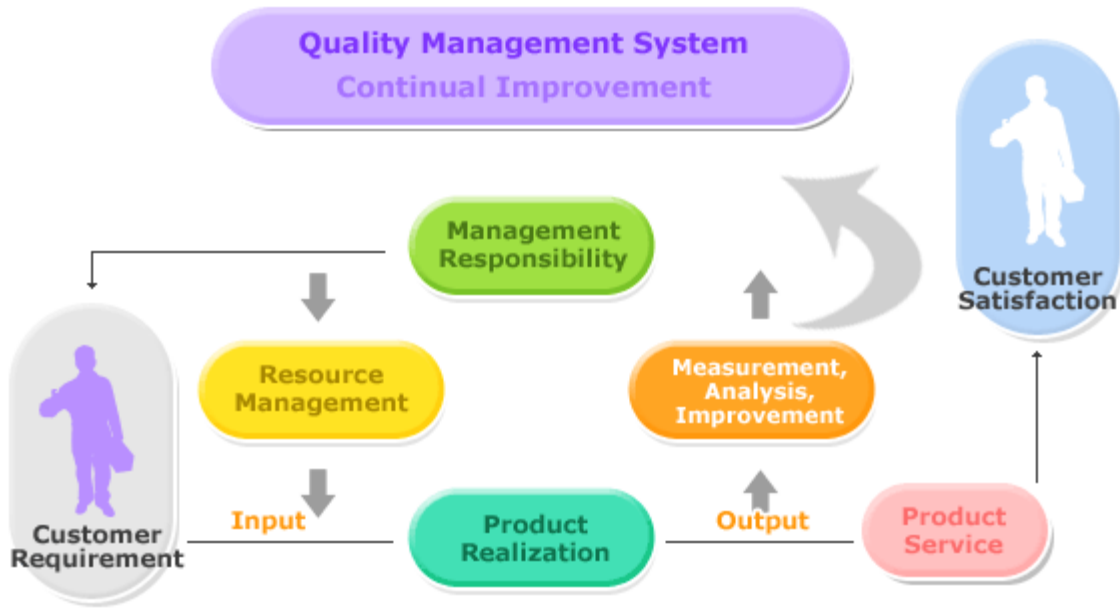 Quality Management System
Continual Improvement
Management
Responsibility
Customer
Satisfaction
Resource
Management
Measurement,
Analysis,
Improvement
Customer
Requirement
Input
Product
Realization
Output
Product
Service